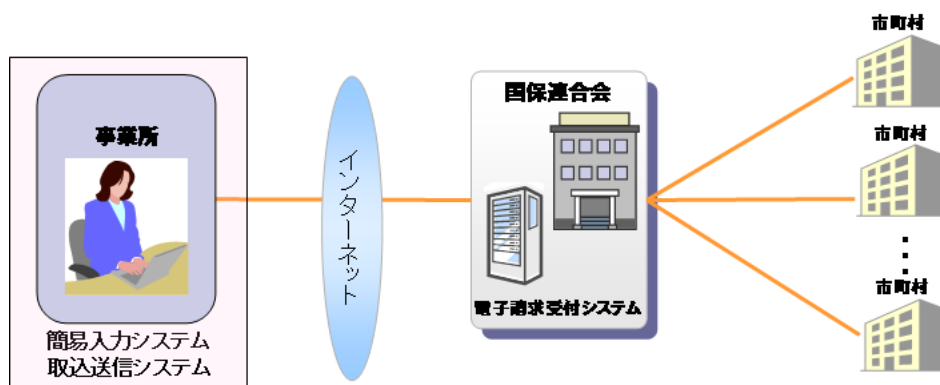 事業所
簡易入力システム
取込送信システム
インターネット
国保連合会
電子請求受付システム
市町村
市町村
市町村